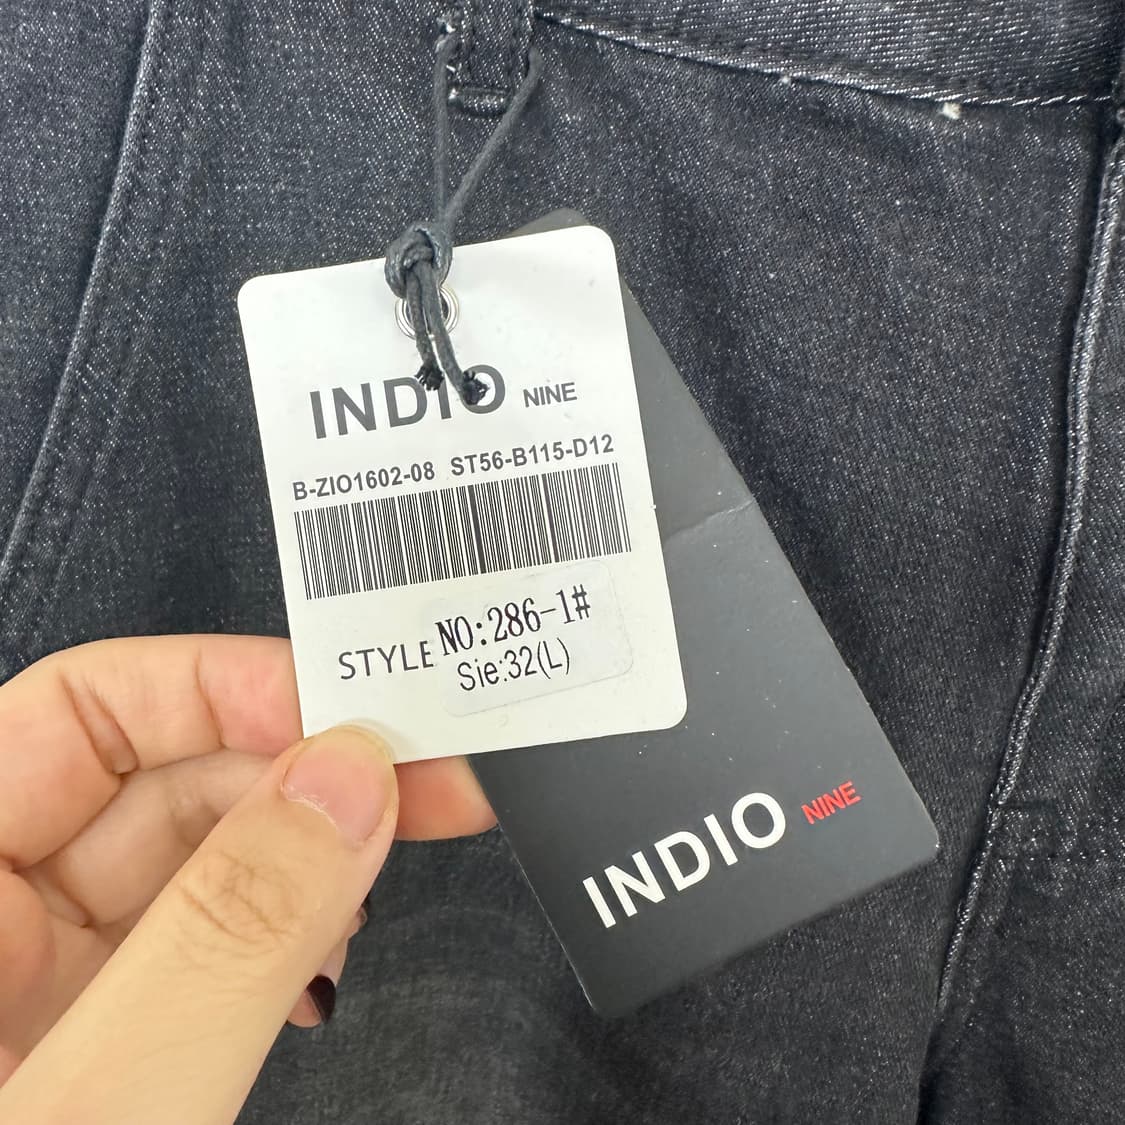 INDIO NINE
B-ZIO1602-08 ST56-B115-D12
STYLE NO:286-1#
Sie:32(L)
INDIO NINE